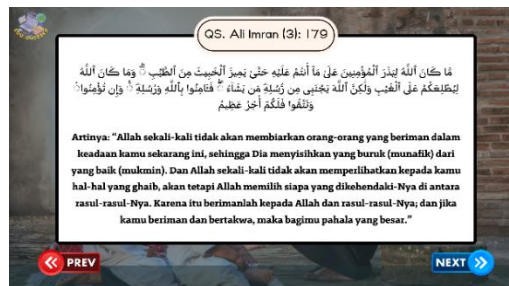 QS. Ali Imran (3): 179
مَّا كَانَ ٱللَّهُ لِيَذَرَ ٱلْمُؤْمِنِينَ عَلَىٰ مَآ أَنتُمْ عَلَيْهِ حَتَّىٰ يَمِيزَ ٱلْخَبِيثَ مِنَ ٱلطَّيِّبِ ۗ وَمَا كَانَ ٱللَّهُ
لِيُطْلِعَكُمْ عَلَى ٱلْغَيْبِ وَلَٰكِنَّ ٱللَّهَ يَجْتَبِى مِن رُّسُلِهِۦ مَن يَشَآءُ ۖ فَـَٔامِنُوا۟ بِٱللَّهِ وَرُسُلِهِۦ ۚ وَإِن تُؤْمِنُوا۟
وَتَتَّقُوا۟ فَلَكُمْ أَجْرٌ عَظِيمٌ
Artinya: “Allah sekali-kali tidak akan membiarkan orang-orang yang beriman dalam
keadaan kamu sekarang ini, sehingga Dia menyisihkan yang buruk (munafik) dari
yang baik (mukmin). Dan Allah sekali-kali tidak akan memperlihatkan kepada kamu
hal-hal yang ghaib, akan tetapi Allah memilih siapa yang dikehendaki-Nya di antara
rasul-rasul-Nya. Karena itu berimanlah kepada Allah dan rasul-rasul-Nya; dan jika
kamu beriman dan bertakwa, maka bagimu pahala yang besar.”
PREV
NEXT